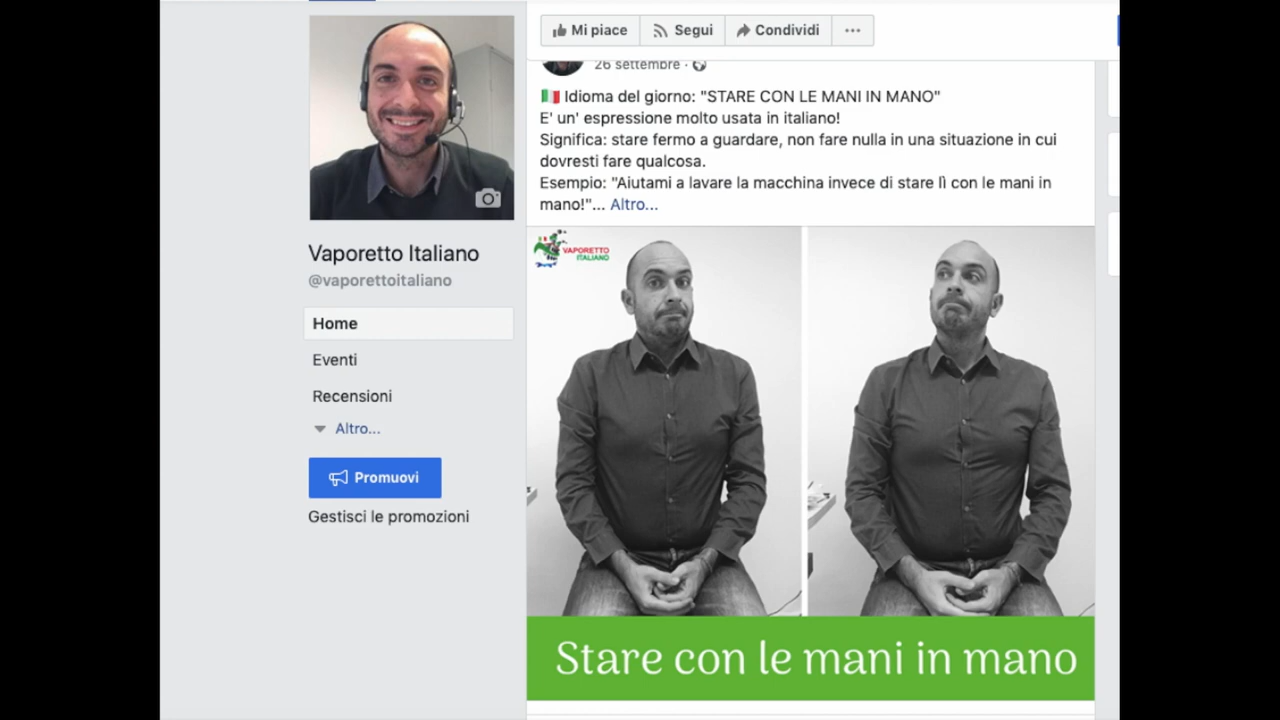 Mi piace
Segui
Condividi
26 settembre
Idioma del giorno: "STARE CON LE MANI IN MANO"
E' un' espressione molto usata in italiano!
Significa: stare fermo a guardare, non fare nulla in una situazione in cui
dovresti fare qualcosa.
Esempio: "Aiutami a lavare la macchina invece di stare lì con le mani in
mano!"... Altro...
Vaporetto Italiano
@vaporettoitaliano
Home
Eventi
Recensioni
Altro...
Promuovi
Gestisci le promozioni
VAPORETTO
ITALIANO
Stare con le mani in mano